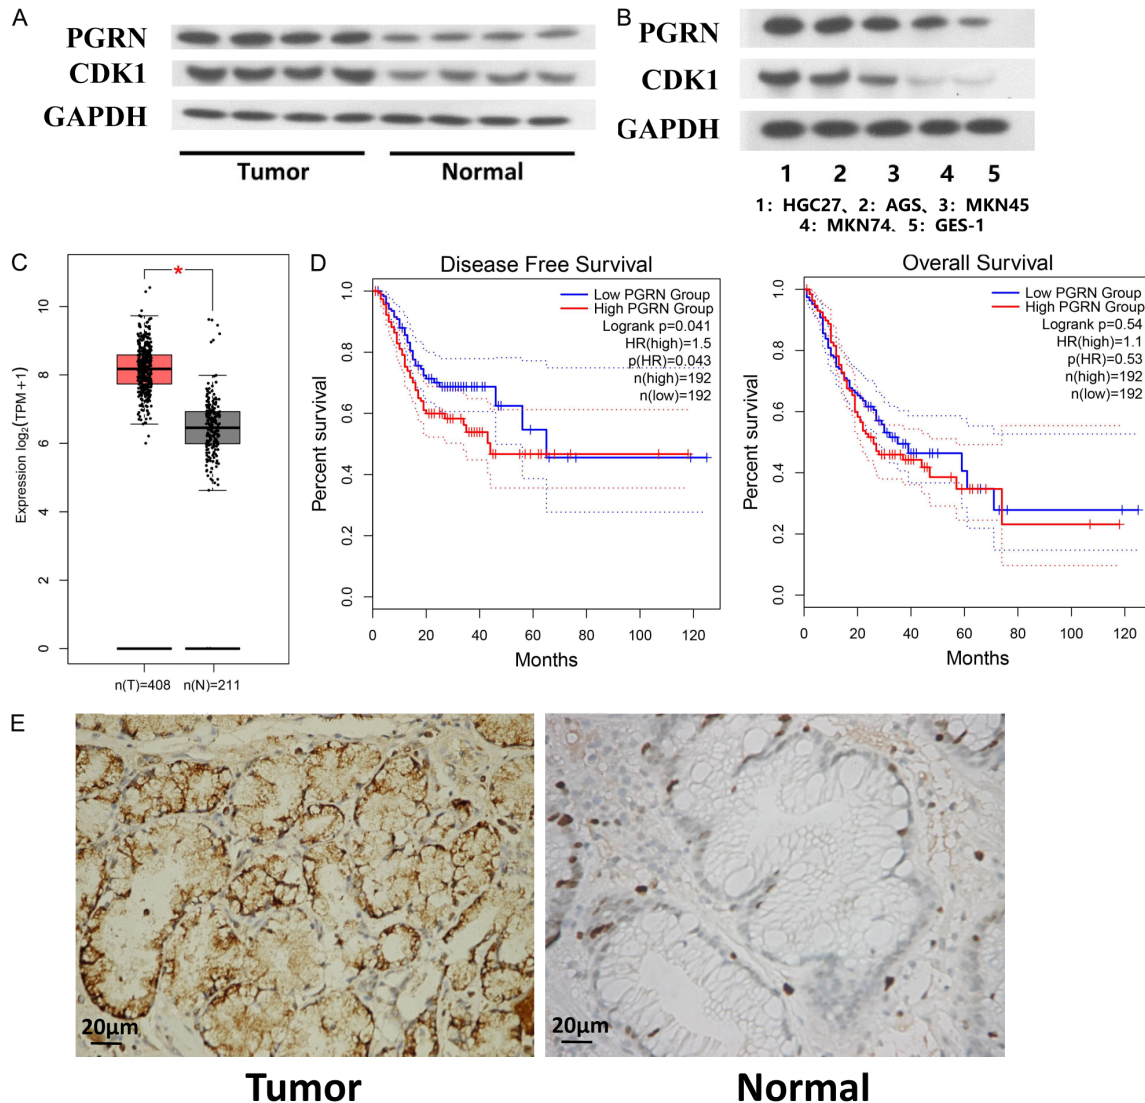 A
PGRN
CDK1
GAPDH
Tumor
Normal
B
PGRN
CDK1
GAPDH
1 2 3 4 5
1: HGC27、2: AGS、3: MKN45
4: MKN74、5: GES-1
C
*
Expression log2(TPM+1)
10
8
6
4
2
0
n(T)=408 n(N)=211
D
Disease Free Survival
Low PGRN Group
High PGRN Group
Logrank p=0.041
HR(high)=1.5
p(HR)=0.043
n(high)=192
n(low)=192
Percent survival
1.0
0.8
0.6
0.4
0.2
0.0
0 20 40 60 80 100 120
Months
Overall Survival
Low PGRN Group
High PGRN Group
Logrank p=0.54
HR(high)=1.1
p(HR)=0.53
n(high)=192
n(low)=192
Percent survival
1.0
0.8
0.6
0.4
0.2
0.0
0 20 40 60 80 100 120
Months
E
20μm
20μm
Tumor
Normal